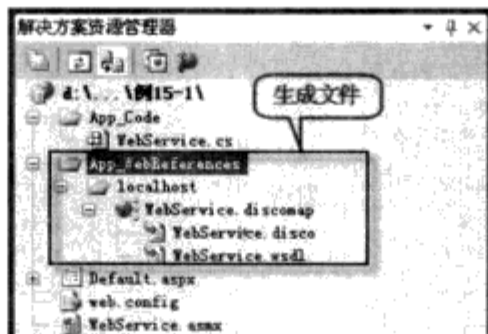 解决方案资源管理器
d:\...\例15-1\
生成文件
App_Code
WebService.cs
App_WebReferences
localhost
WebService.discomap
WebService.disco
WebService.wsdl
Default.aspx
web.config
WebService.asmx